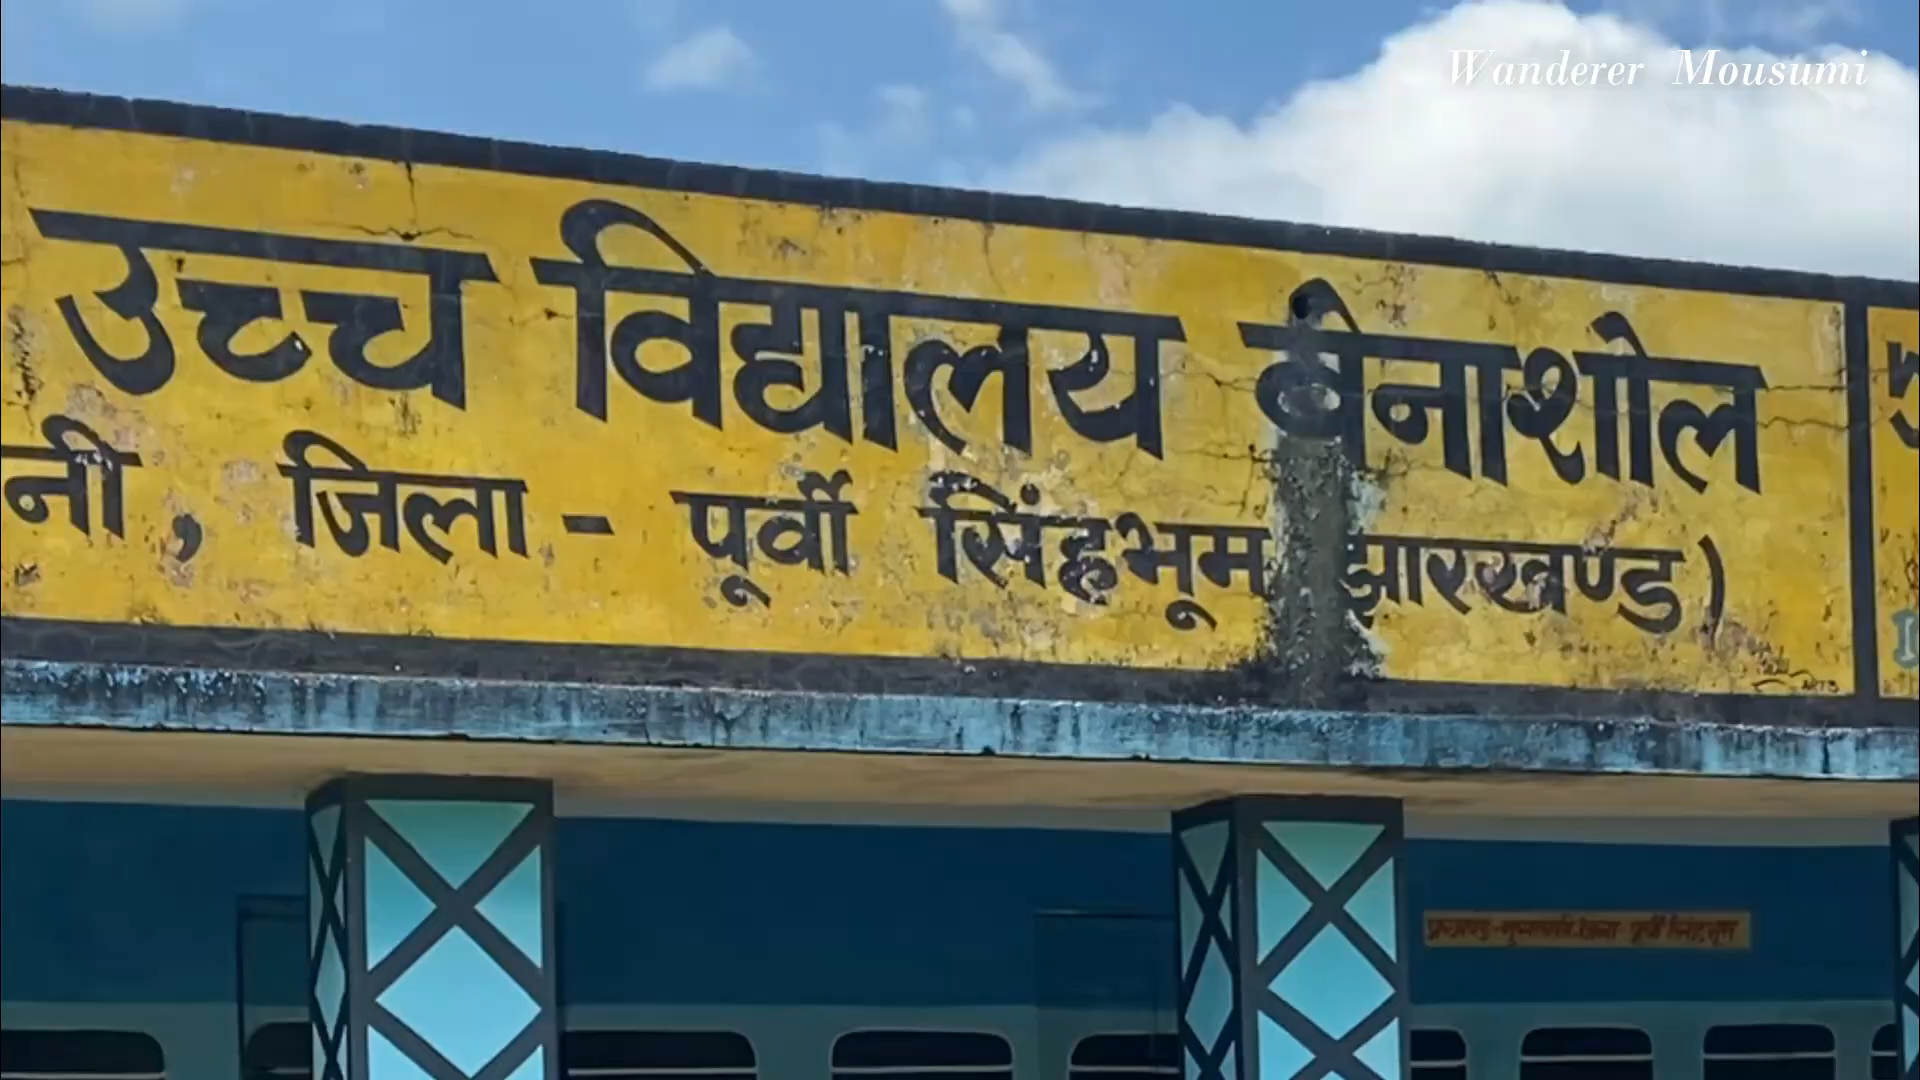 Wanderer Mousumi
उच्च विद्यालय बेनाशोल
नी, जिला - पूर्वी सिंहभूम झारखण्ड)